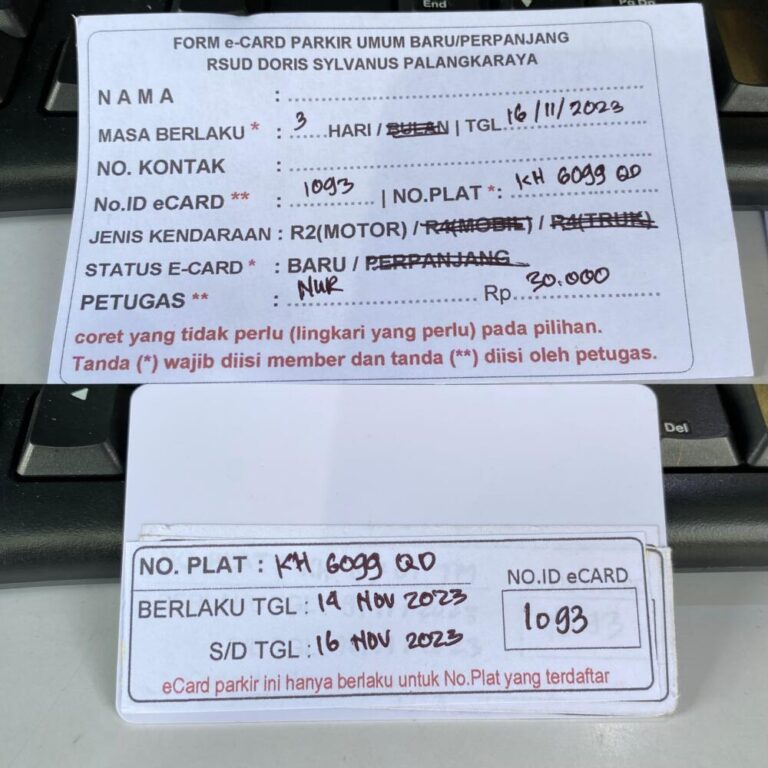 End
PgDn
FORM e-CARD PARKIR UMUM BARU/PERPANJANG
RSUD DORIS SYLVANUS PALANGKARAYA
NAMA :
MASA BERLAKU * : 3 HARI / BULAN | TGL 16/11/2023
NO. KONTAK :
No.ID eCARD ** : 1093 | NO.PLAT *: KH 6099 QD
JENIS KENDARAAN : R2(MOTOR) / R4(MOBIL) / R4(TRUK)
STATUS E-CARD * : BARU / PERPANJANG
PETUGAS ** : NUR Rp. 30.000
coret yang tidak perlu (lingkari yang perlu) pada pilihan.
Tanda (*) wajib diisi member dan tanda (**) diisi oleh petugas.
Del
NO. PLAT : KH 6099 QD
NO.ID eCARD
BERLAKU TGL : 14 NOV 2023
1093
S/D TGL : 16 NOV 2023
eCard parkir ini hanya berlaku untuk No.Plat yang terdaftar